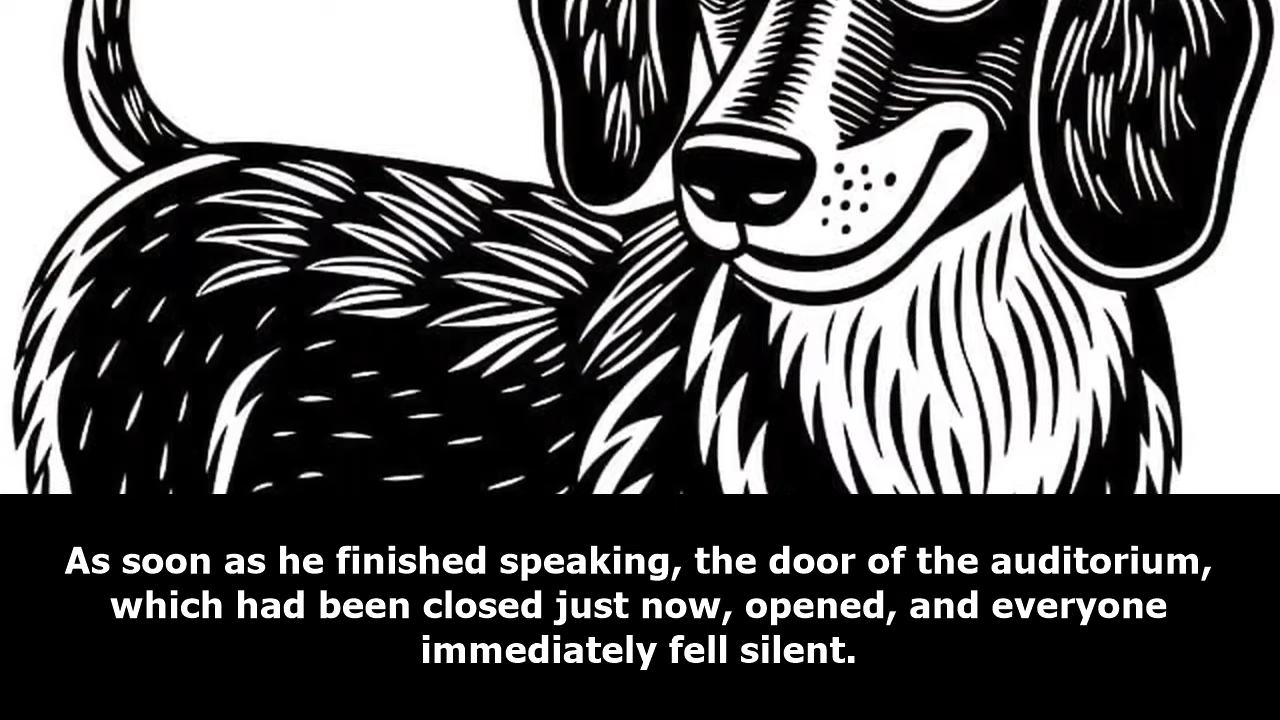 As soon as he finished speaking, the door of the auditorium,
which had been closed just now, opened, and everyone
immediately fell silent.